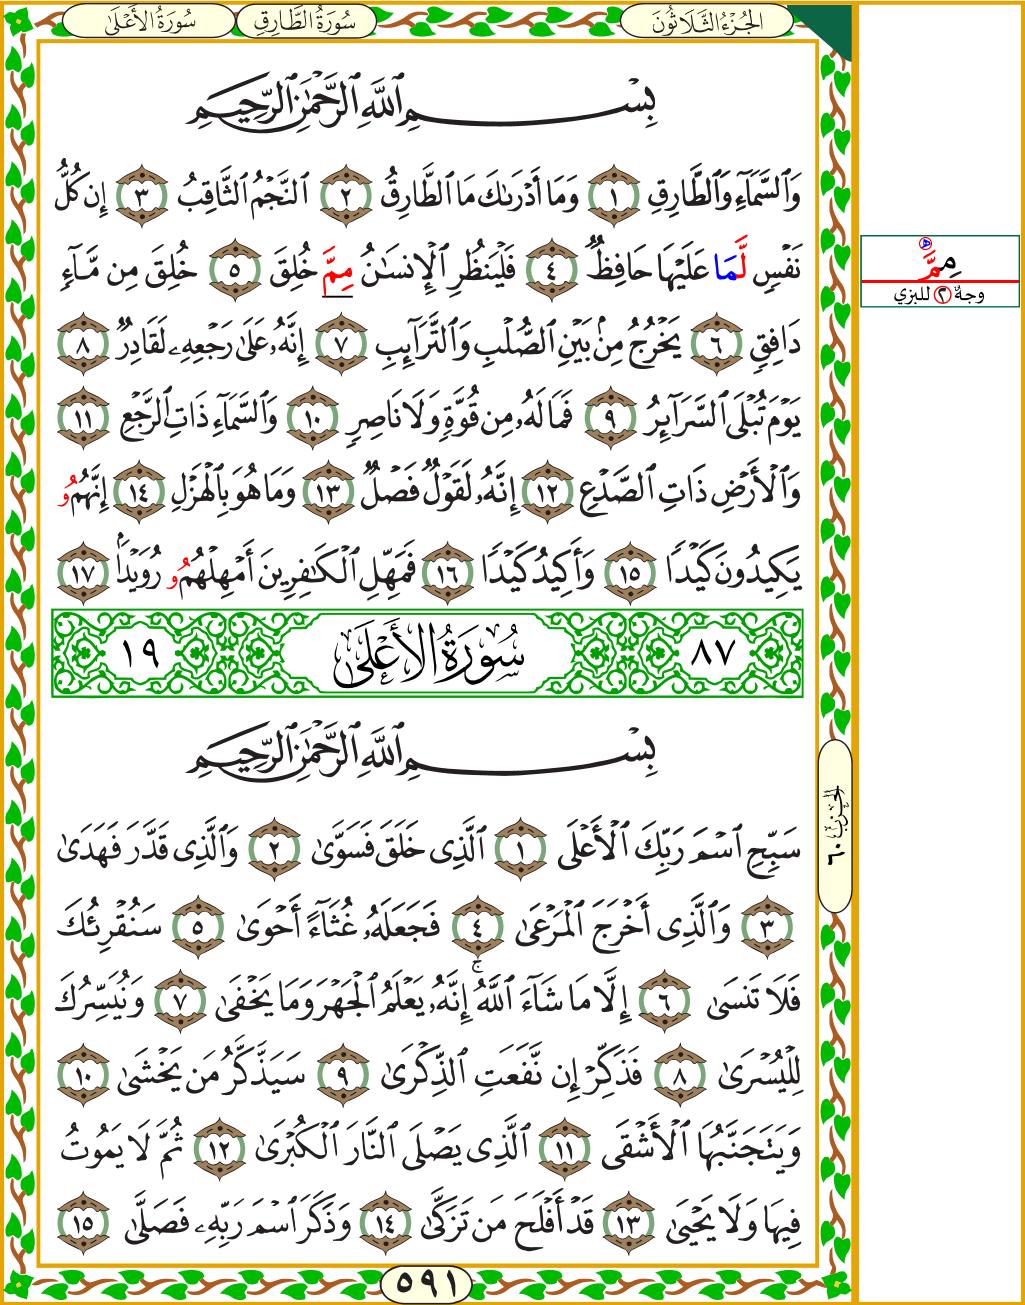 الجُزْءُ الثَّلَاثُونَ
سُورَةُ الطَّارِقِ
سُورَةُ الأَعْلَىٰ
بِسْمِ ٱللَّهِ ٱلرَّحْمَٰنِ ٱلرَّحِيمِ
وَٱلسَّمَآءِ وَٱلطَّارِقِ ١ وَمَا أَدْرَىٰكَ مَا ٱلطَّارِقُ ٢ ٱلنَّجْمُ ٱلثَّاقِبُ ٣ إِن كُلُّ
نَفْسٍ لَّمَا عَلَيْهَا حَافِظٌ ٤ فَلْيَنظُرِ ٱلْإِنسَٰنُ مِمَّ خُلِقَ ٥ خُلِقَ مِن مَّآءٍ
دَافِقٍ ٦ يَخْرُجُ مِنۢ بَيْنِ ٱلصُّلْبِ وَٱلتَّرَآئِبِ ٧ إِنَّهُۥ عَلَىٰ رَجْعِهِۦ لَقَادِرٌ ٨
يَوْمَ تُبْلَى ٱلسَّرَآئِرُ ٩ فَمَا لَهُۥ مِن قُوَّةٍ وَلَا نَاصِرٍ ١٠ وَٱلسَّمَآءِ ذَاتِ ٱلرَّجْعِ ١١
وَٱلْأَرْضِ ذَاتِ ٱلصَّدْعِ ١٢ إِنَّهُۥ لَقَوْلٌ فَصْلٌ ١٣ وَمَا هُوَ بِٱلْهَزْلِ ١٤ إِنَّهُمُۥ
يَكِيدُونَ كَيْدًا ١٥ وَأَكِيدُ كَيْدًا ١٦ فَمَهِّلِ ٱلْكَٰفِرِينَ أَمْهِلْهُمُۥ رُوَيْدًۢا ١٧
٨٧ سُورَةُ الأَعْلَىٰ ١٩
بِسْمِ ٱللَّهِ ٱلرَّحْمَٰنِ ٱلرَّحِيمِ
سَبِّحِ ٱسْمَ رَبِّكَ ٱلْأَعْلَى ١ ٱلَّذِى خَلَقَ فَسَوَّىٰ ٢ وَٱلَّذِى قَدَّرَ فَهَدَىٰ
٣ وَٱلَّذِى أَخْرَجَ ٱلْمَرْعَىٰ ٤ فَجَعَلَهُۥ غُثَآءً أَحْوَىٰ ٥ سَنُقْرِئُكَ
فَلَا تَنسَىٰ ٦ إِلَّا مَا شَآءَ ٱللَّهُۚ إِنَّهُۥ يَعْلَمُ ٱلْجَهْرَ وَمَا يَخْفَىٰ ٧ وَنُيَسِّرُكَ
لِلْيُسْرَىٰ ٨ فَذَكِّرْ إِن نَّفَعَتِ ٱلذِّكْرَىٰ ٩ سَيَذَّكَّرُ مَن يَخْشَىٰ ١٠
وَيَتَجَنَّبُهَا ٱلْأَشْقَى ١١ ٱلَّذِى يَصْلَى ٱلنَّارَ ٱلْكُبْرَىٰ ١٢ ثُمَّ لَا يَمُوتُ
فِيهَا وَلَا يَحْيَىٰ ١٣ قَدْ أَفْلَحَ مَن تَزَكَّىٰ ١٤ وَذَكَرَ ٱسْمَ رَبِّهِۦ فَصَلَّىٰ ١٥
٥٩١
الحِزْبُ ٦٠
مِمَّهْ
وجهٌ ٢ للبزي